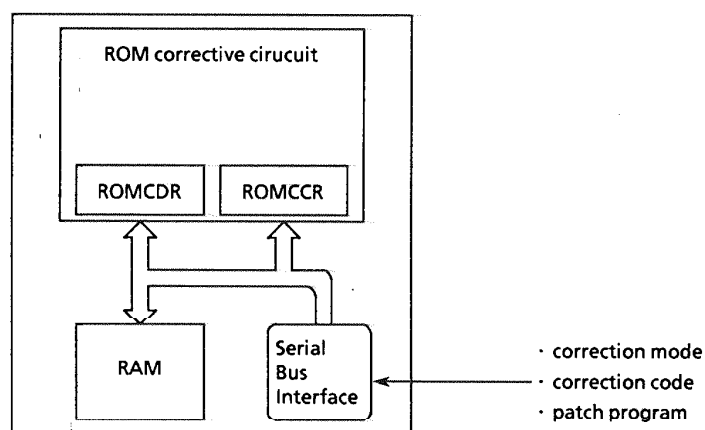 ROM corrective cirucuit
ROMCDR
ROMCCR
RAM
Serial
Bus
Interface
· correction mode
· correction code
· patch program